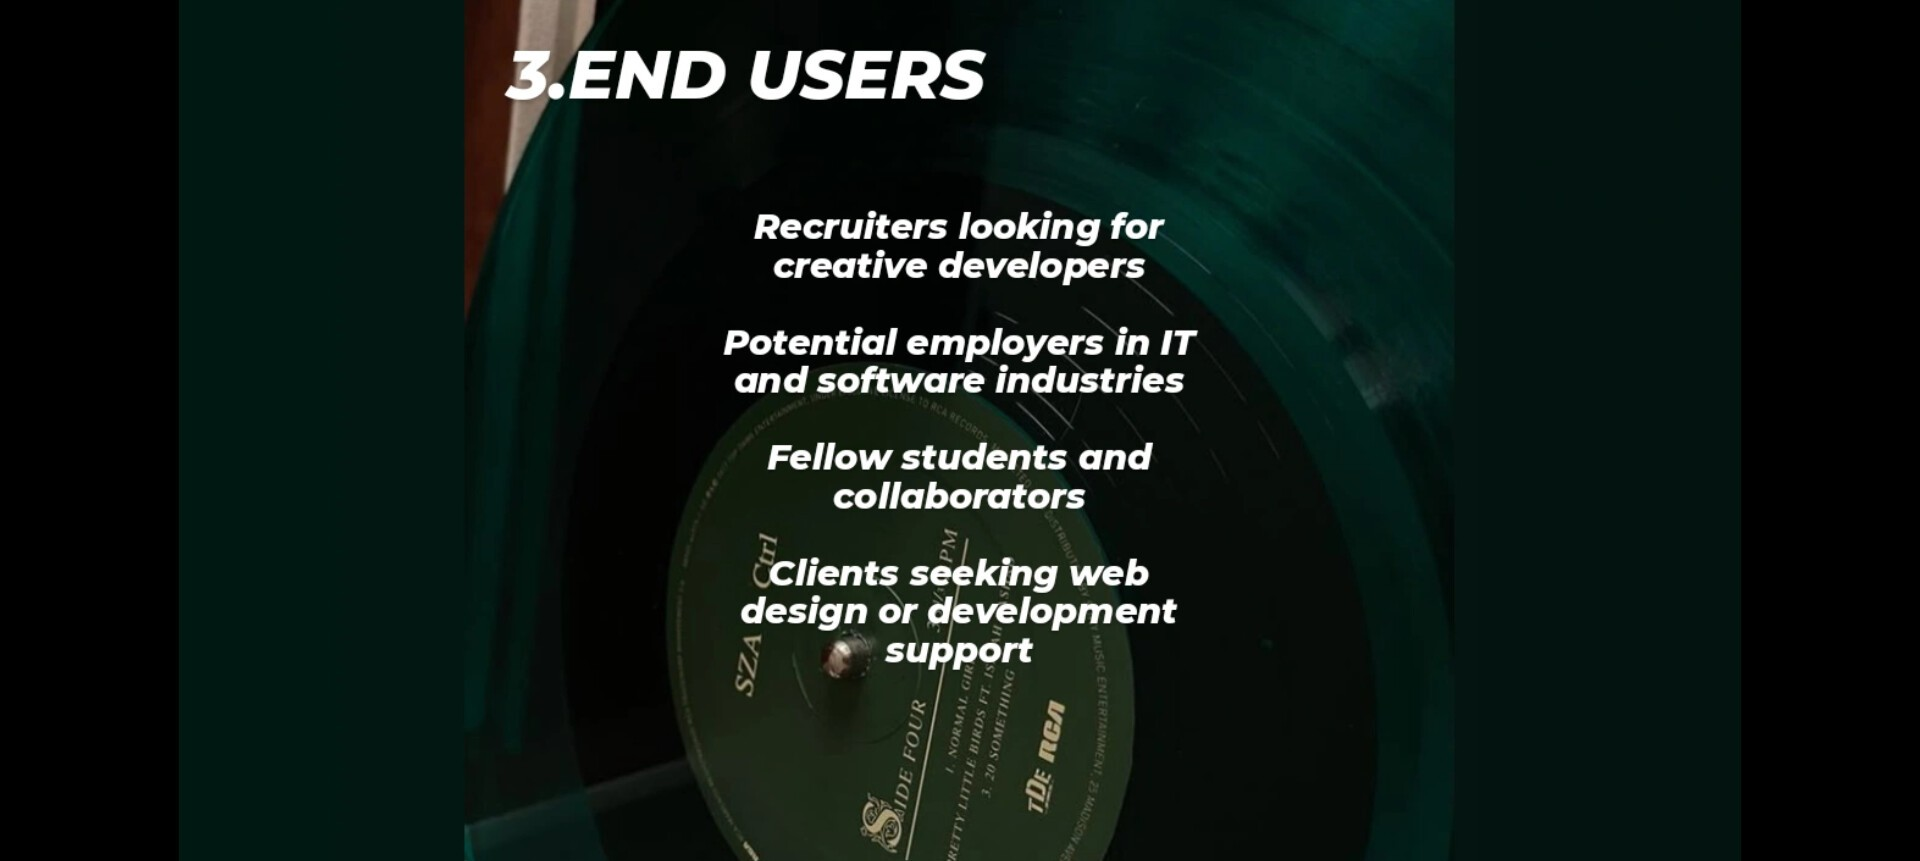 3.END USERS
Recruiters looking for
creative developers
Potential employers in IT
and software industries
Fellow students and
collaborators
Clients seeking web
design or development
support
SZA Ctrl
SIDE FOUR
1. NORMAL GIRL
PRETTY LITTLE BIRDS FT.
3. 20 SOMETHING
TDE RCA